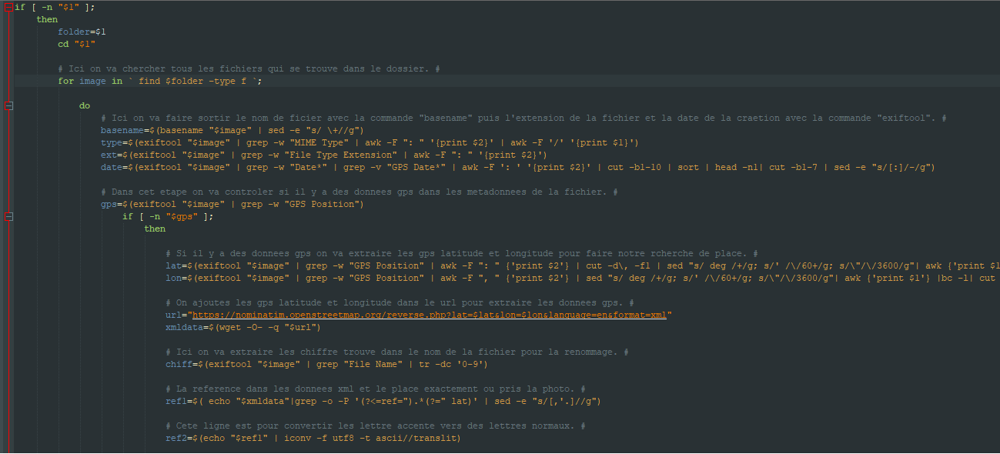 if [ -n "$1" ];
then
folder=$1
cd "$1"
# Ici on va chercher tous les fichiers qui se trouve dans le dossier. #
for image in ` find $folder -type f `;
do
# Ici on va faire sortir le nom de ficier avec la commande "basename" puis l'extension de la fichier et la date de la craetion avec la commande "exiftool". #
basename=$(basename "$image" | sed -e "s/ \+//g")
type=$(exiftool "$image" | grep -w "MIME Type" | awk -F ": " '{print $2}' | awk -F '/' '{print $1}')
ext=$(exiftool "$image" | grep -w "File Type Extension" | awk -F ": " '{print $2}')
date=$(exiftool "$image" | grep -w "Date*" | grep -v "GPS Date*" | awk -F ': ' '{print $2}' | cut -b1-10 | sort | head -n1| cut -b1-7 | sed -e "s/[:]/-/g")
# Dans cet etape on va controler si il y a des donnees gps dans les metadonnees de la fichier. #
gps=$(exiftool "$image" | grep -w "GPS Position")
if [ -n "$gps" ];
then
# Si il y a des donnees gps on va extraire les gps latitude et longitude pour faire notre rcherche de place. #
lat=$(exiftool "$image" | grep -w "GPS Position" | awk -F ": " {'print $2'} | cut -d\, -f1 | sed "s/ deg /+/g; s/' /\/60+/g; s/\"/\/3600/g"| awk {'print $1
lon=$(exiftool "$image" | grep -w "GPS Position" | awk -F ", " {'print $2'} | sed "s/ deg /+/g; s/' /\/60+/g; s/\"/\/3600/g"| awk {'print $1'} |bc -l| cut
# On ajoutes les gps latitude et longitude dans le url pour extraire les donnees gps. #
url="https://nominatim.openstreetmap.org/reverse.php?lat=$lat&lon=$lon&language=en&format=xml"
xmldata=$(wget -O- -q "$url")
# Ici on va extraire les chiffre trouve dans le nom de la fichier pour la renommage. #
chiff=$(exiftool "$image" | grep "File Name" | tr -dc '0-9')
# La reference dans les donnees xml et le place exactement ou pris la photo. #
ref1=$( echo "$xmldata"|grep -o -P '(?<=ref=").*(?=" lat)' | sed -e "s/[,'.]//g")
# Cete ligne est pour convertir les lettre accente vers des lettres normaux. #
ref2=$(echo "$ref1" | iconv -f utf8 -t ascii//translit)